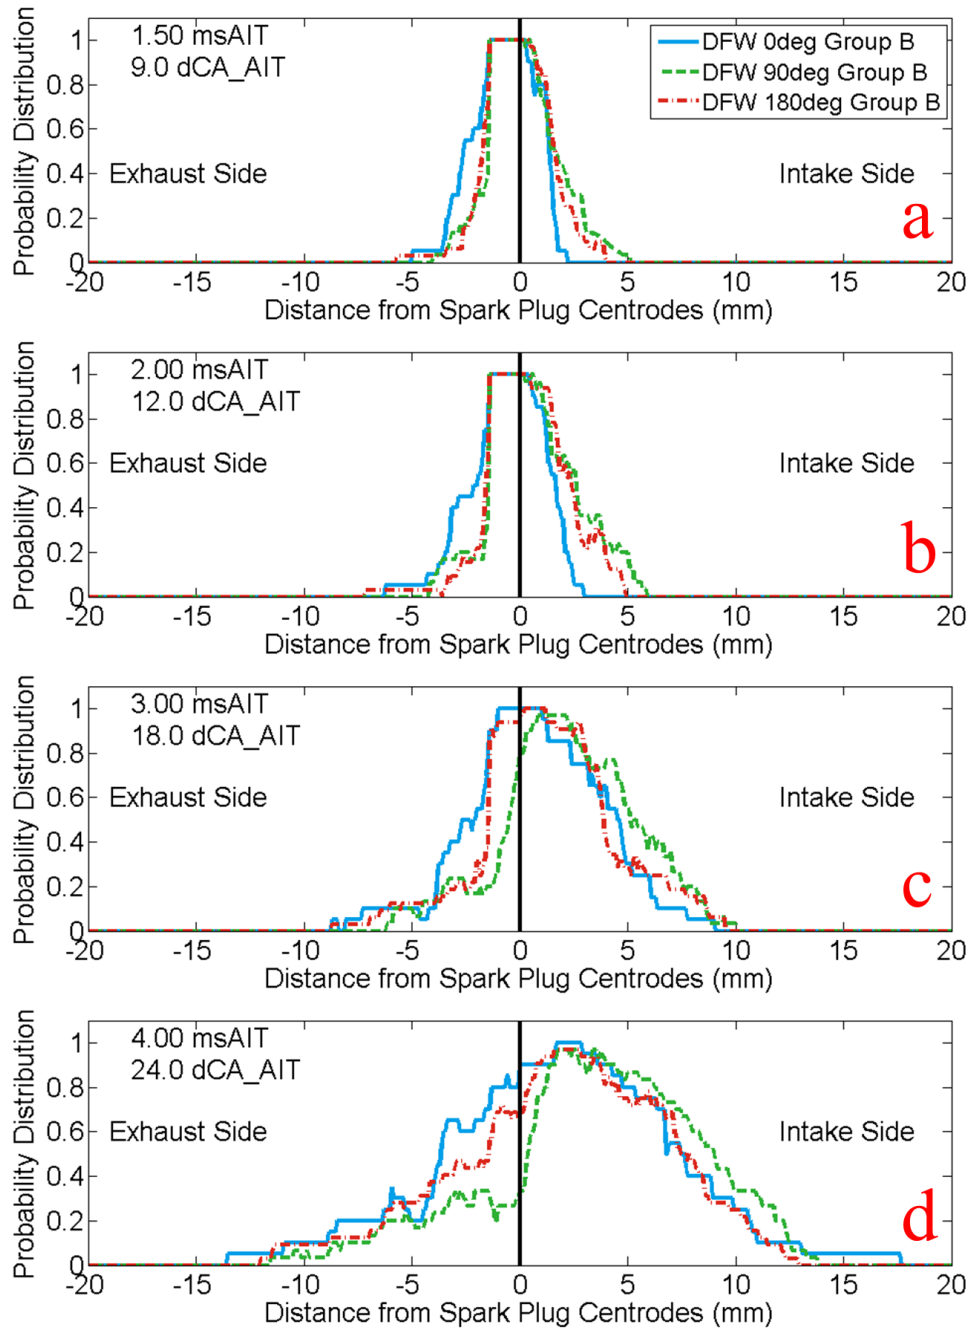 1.50 msAIT
9.0 dCA_AIT
DFW 0deg Group B
DFW 90deg Group B
DFW 180deg Group B
Exhaust Side
Intake Side
a
Probability Distribution
1
0.8
0.6
0.4
0.2
0
-20 -15 -10 -5 0 5 10 15 20
Distance from Spark Plug Centrodes (mm)
2.00 msAIT
12.0 dCA_AIT
Exhaust Side
Intake Side
b
Probability Distribution
1
0.8
0.6
0.4
0.2
0
-20 -15 -10 -5 0 5 10 15 20
Distance from Spark Plug Centrodes (mm)
3.00 msAIT
18.0 dCA_AIT
Exhaust Side
Intake Side
c
Probability Distribution
1
0.8
0.6
0.4
0.2
0
-20 -15 -10 -5 0 5 10 15 20
Distance from Spark Plug Centrodes (mm)
4.00 msAIT
24.0 dCA_AIT
Exhaust Side
Intake Side
d
Probability Distribution
1
0.8
0.6
0.4
0.2
0
-20 -15 -10 -5 0 5 10 15 20
Distance from Spark Plug Centrodes (mm)